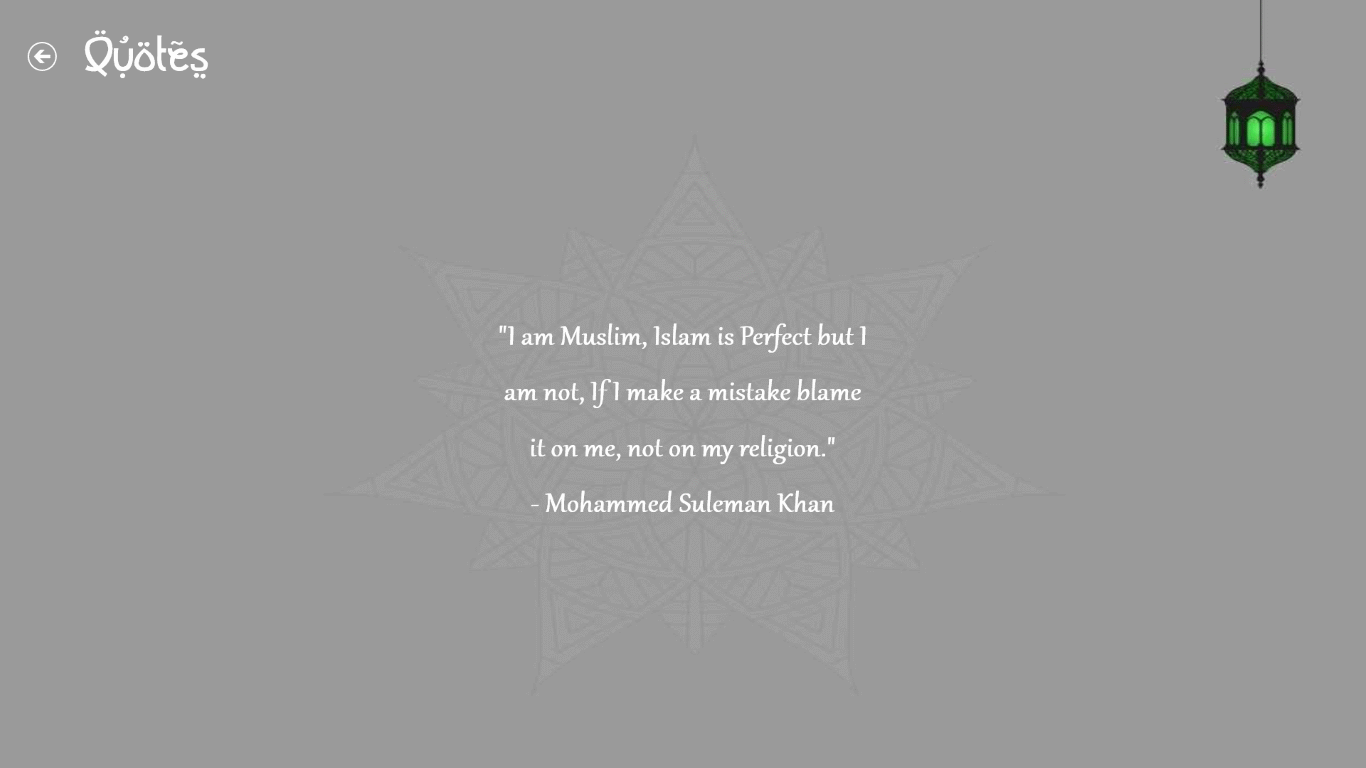 Quotes
"I am Muslim, Islam is Perfect but I
am not, If I make a mistake blame
it on me, not on my religion."
- Mohammed Suleman Khan